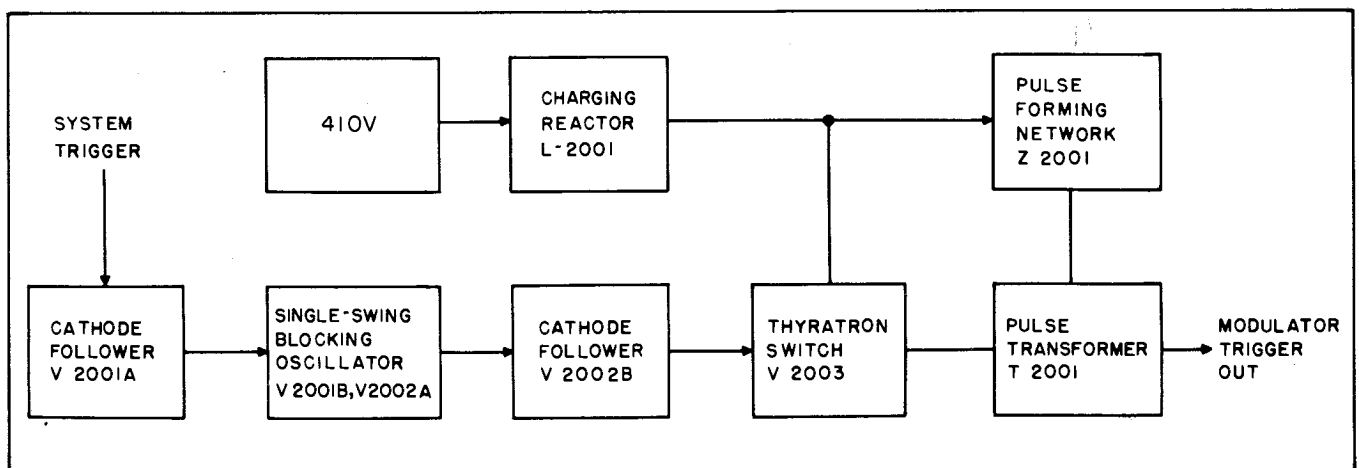 SYSTEM
TRIGGER
410V
CHARGING
REACTOR
L-2001
PULSE
FORMING
NETWORK
Z 2001
CATHODE
FOLLOWER
V 2001A
SINGLE-SWING
BLOCKING
OSCILLATOR
V2001B, V2002A
CATHODE
FOLLOWER
V 2002B
THYRATRON
SWITCH
V 2003
PULSE
TRANSFORMER
T 2001
MODULATOR
TRIGGER
OUT